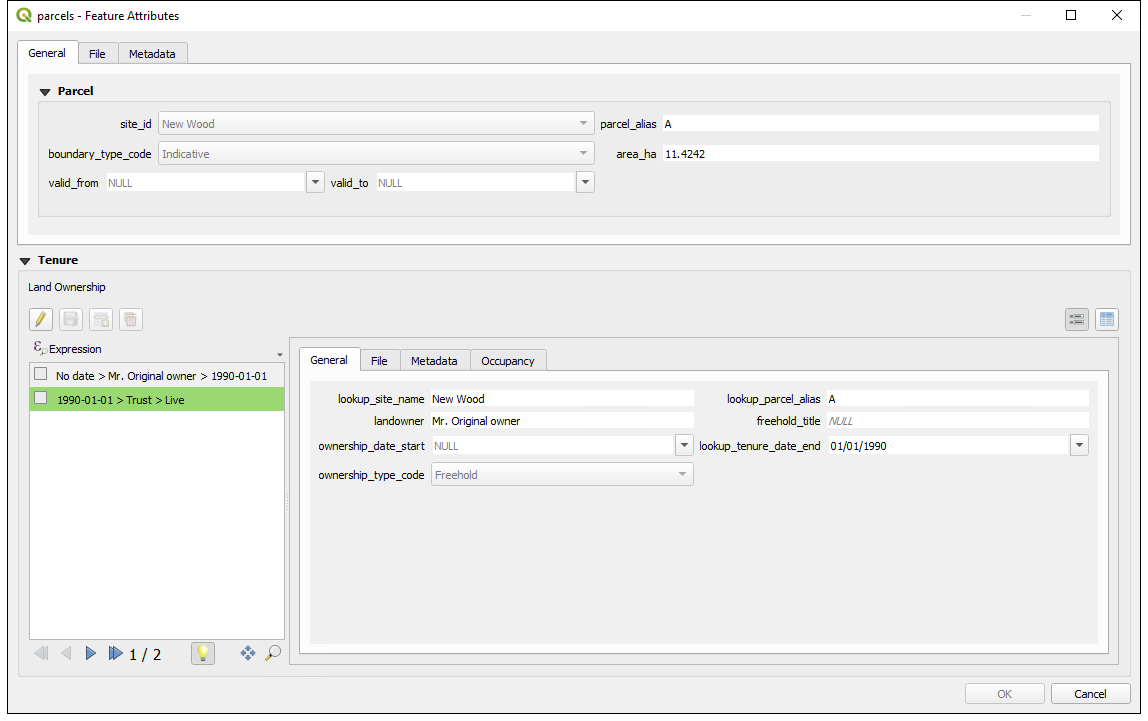 parcels - Feature Attributes
General File Metadata
Parcel
site_id New Wood parcel_alias A
boundary_type_code Indicative area_ha 11.4242
valid_from NULL valid_to NULL
Tenure
Land Ownership
Expression
No date > Mr. Original owner > 1990-01-01
1990-01-01 > Trust > Live
1 / 2
General File Metadata Occupancy
lookup_site_name New Wood lookup_parcel_alias A
landowner Mr. Original owner freehold_title NULL
ownership_date_start NULL lookup_tenure_date_end 01/01/1990
ownership_type_code Freehold
OK Cancel